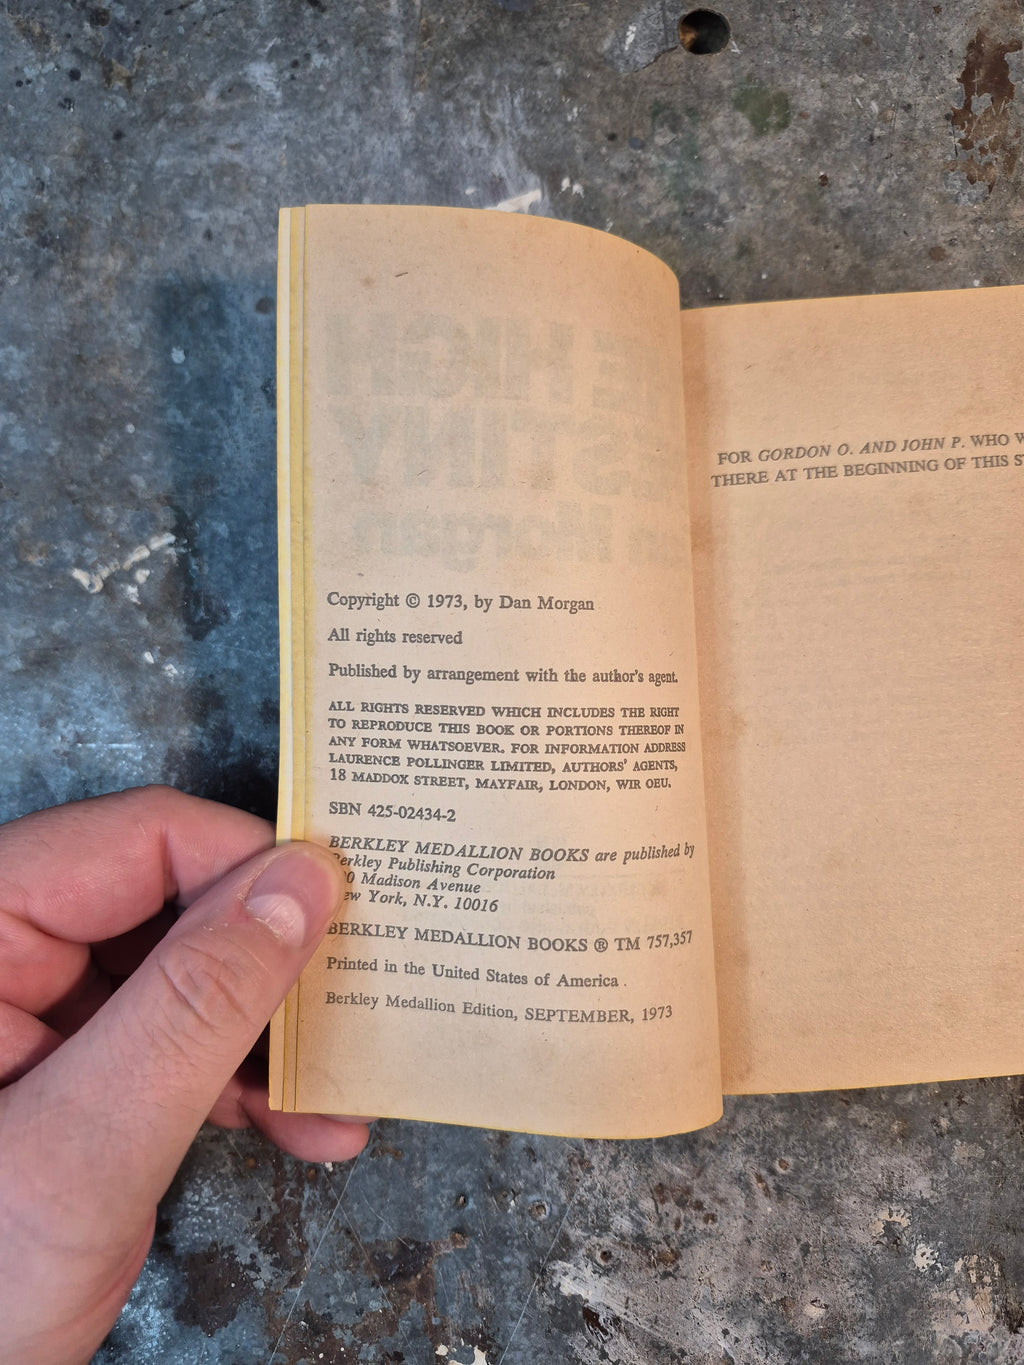 Copyright © 1973, by Dan Morgan
All rights reserved
Published by arrangement with the author's agent.
ALL RIGHTS RESERVED WHICH INCLUDES THE RIGHT
TO REPRODUCE THIS BOOK OR PORTIONS THEREOF IN
ANY FORM WHATSOEVER. FOR INFORMATION ADDRESS
LAURENCE POLLINGER LIMITED, AUTHORS' AGENTS,
18 MADDOX STREET, MAYFAIR, LONDON, WIR OEU.
SBN 425-02434-2
BERKLEY MEDALLION BOOKS are published by
Berkley Publishing Corporation
Madison Avenue
New York, N.Y. 10016
BERKLEY MEDALLION BOOKS ® TM 757,357
Printed in the United States of America
Berkley Medallion Edition, SEPTEMBER, 1973
FOR GORDON O. AND JOHN P. WHO
THERE AT THE BEGINNING OF THIS